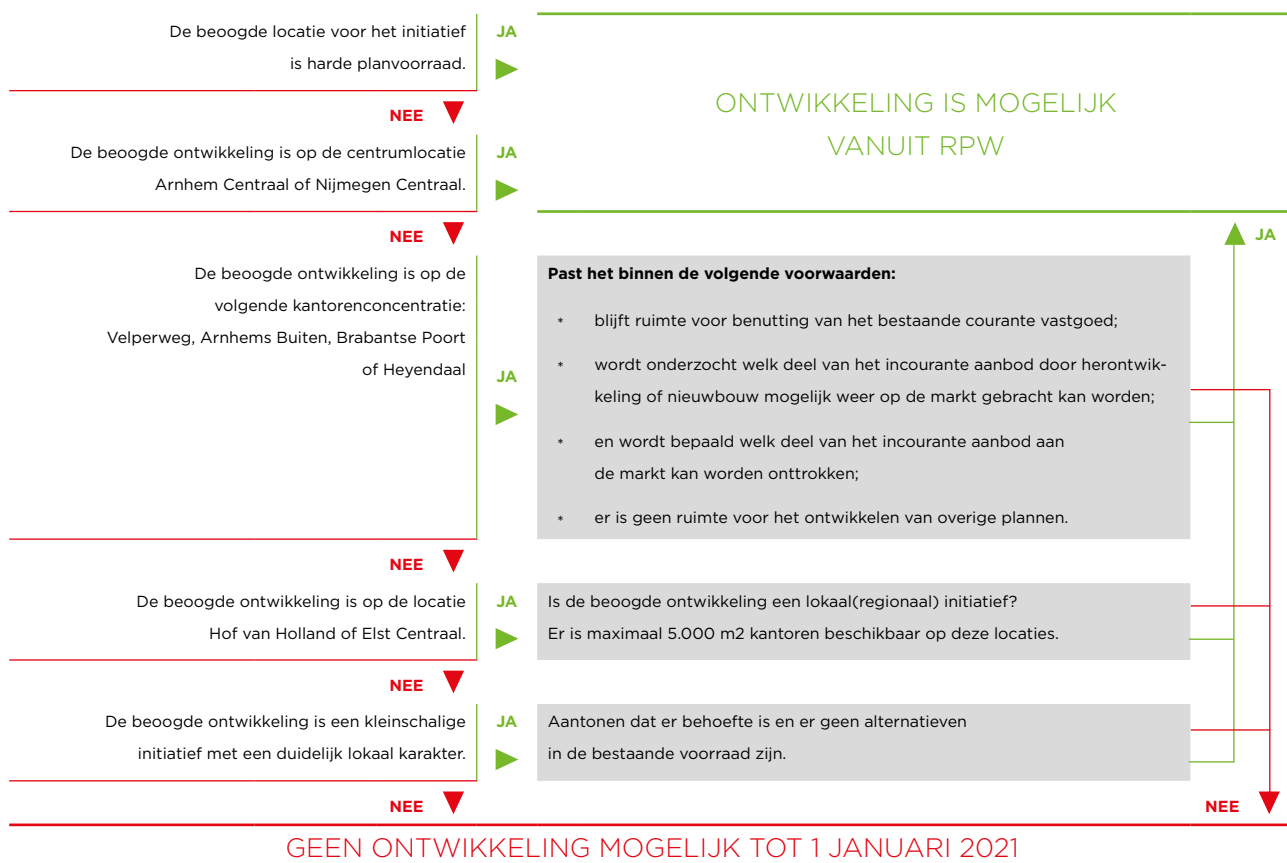 De beoogde locatie voor het initiatief
is harde planvoorraad.
JA
NEE
ONTWIKKELING IS MOGELIJK
VANUIT RPW
De beoogde ontwikkeling is op de centrumlocatie
Arnhem Centraal of Nijmegen Centraal.
JA
NEE
JA
De beoogde ontwikkeling is op de
volgende kantorenconcentratie:
Velperweg, Arnhems Buiten, Brabantse Poort
of Heyendaal
JA
Past het binnen de volgende voorwaarden:
* blijft ruimte voor benutting van het bestaande courante vastgoed;
* wordt onderzocht welk deel van het incourante aanbod door herontwik-
keling of nieuwbouw mogelijk weer op de markt gebracht kan worden;
* en wordt bepaald welk deel van het incourante aanbod aan
de markt kan worden onttrokken;
* er is geen ruimte voor het ontwikkelen van overige plannen.
NEE
De beoogde ontwikkeling is op de locatie
Hof van Holland of Elst Centraal.
JA
Is de beoogde ontwikkeling een lokaal(regionaal) initiatief?
Er is maximaal 5.000 m2 kantoren beschikbaar op deze locaties.
NEE
De beoogde ontwikkeling is een kleinschalige
initiatief met een duidelijk lokaal karakter.
JA
Aantonen dat er behoefte is en er geen alternatieven
in de bestaande voorraad zijn.
NEE
NEE
GEEN ONTWIKKELING MOGELIJK TOT 1 JANUARI 2021